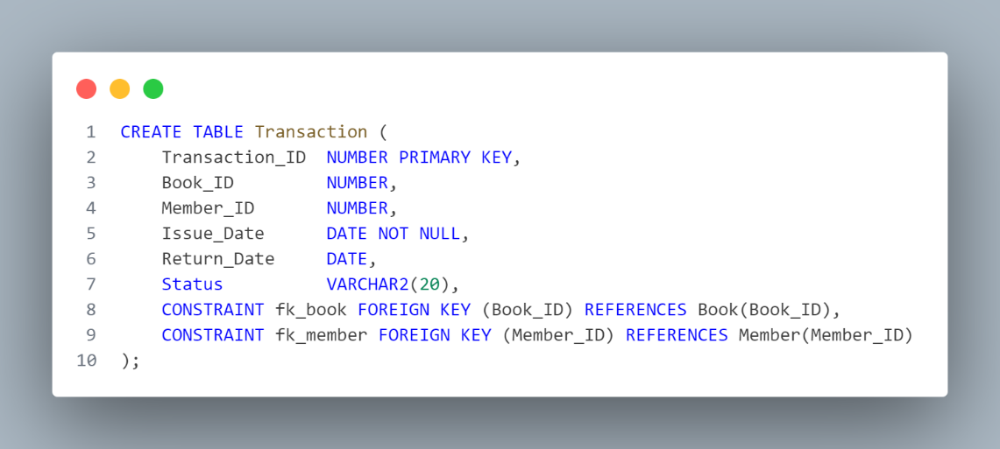 1 CREATE TABLE Transaction (
2     Transaction_ID  NUMBER PRIMARY KEY,
3     Book_ID         NUMBER,
4     Member_ID       NUMBER,
5     Issue_Date      DATE NOT NULL,
6     Return_Date     DATE,
7     Status          VARCHAR2(20),
8     CONSTRAINT fk_book FOREIGN KEY (Book_ID) REFERENCES Book(Book_ID),
9     CONSTRAINT fk_member FOREIGN KEY (Member_ID) REFERENCES Member(Member_ID)
10 );